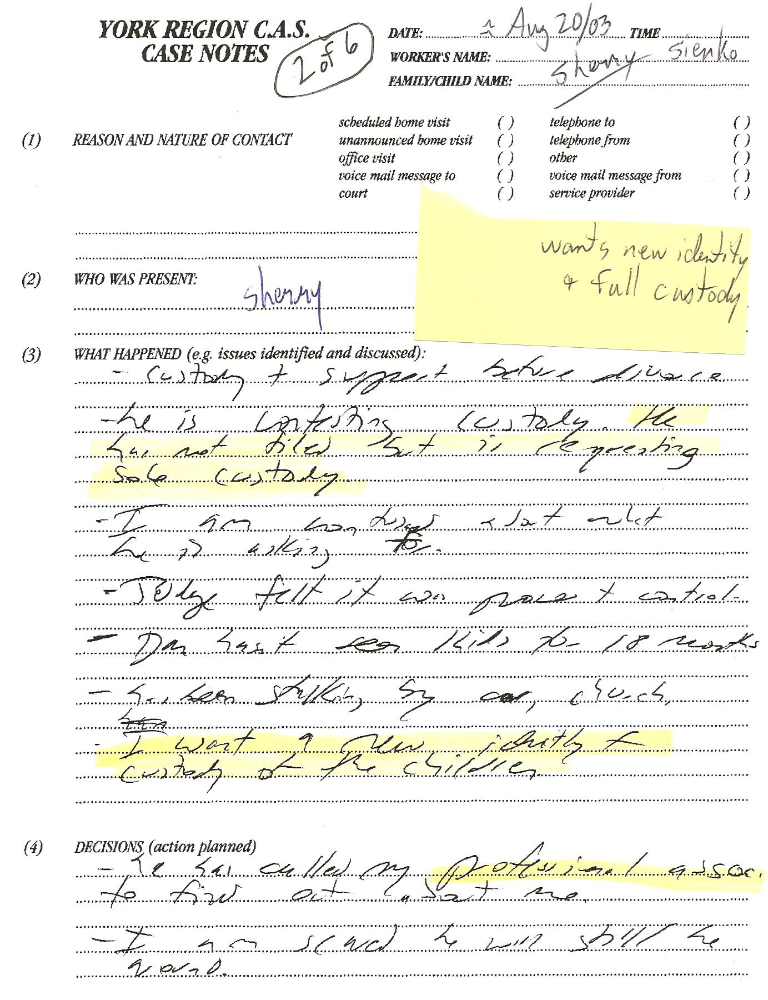 YORK REGION C.A.S.
CASE NOTES
2 of 6
DATE: Aug 20/03 TIME
WORKER'S NAME: Sienko
FAMILY/CHILD NAME: Sherry
(1) REASON AND NATURE OF CONTACT
scheduled home visit ( ) telephone to ( )
unannounced home visit ( ) telephone from ( )
office visit ( ) other ( )
voice mail message to ( ) voice mail message from ( )
court ( ) service provider ( )
wants new identity
+ full custody
(2) WHO WAS PRESENT:
Sherry
(3) WHAT HAPPENED (e.g. issues identified and discussed):
- Custody + support before divorce
- he is contesting custody. He
has not filed but is requesting
sole custody.
- I am about what
he is asking for.
- Judge felt it was power + control.
- Dan hasn't seen kids for 18 months
- has been stalking by car, church,
- I want a new identity +
custody of the children.
(4) DECISIONS (action planned)
- he has called my professional assoc.
to find out about me.
- I am scared he will still be
around.